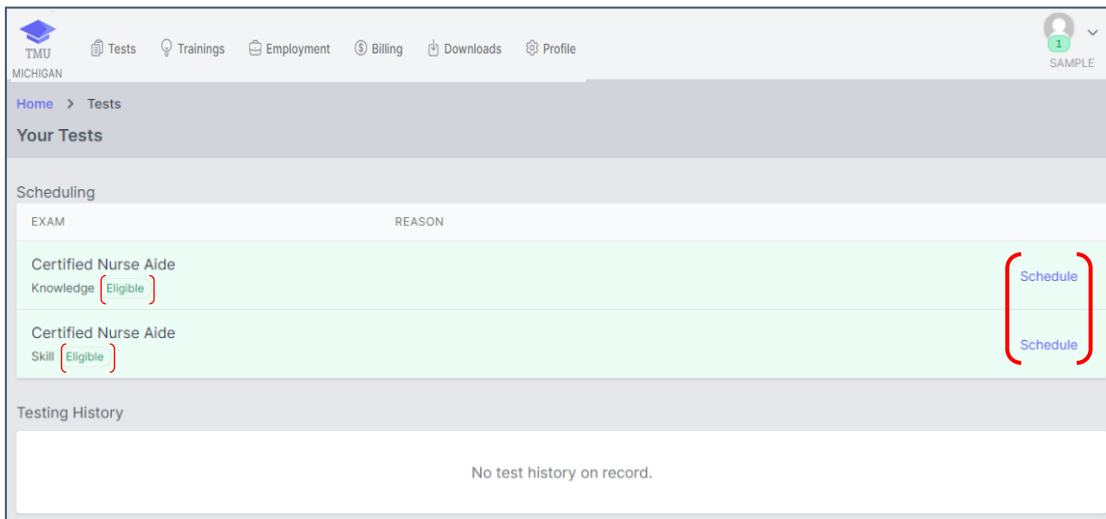 TMU
MICHIGAN
Tests Trainings Employment Billing Downloads Profile
1
SAMPLE
Home > Tests
Your Tests
Scheduling
EXAM REASON
Certified Nurse Aide
Knowledge Eligible
Schedule
Certified Nurse Aide
Skill Eligible
Schedule
Testing History
No test history on record.